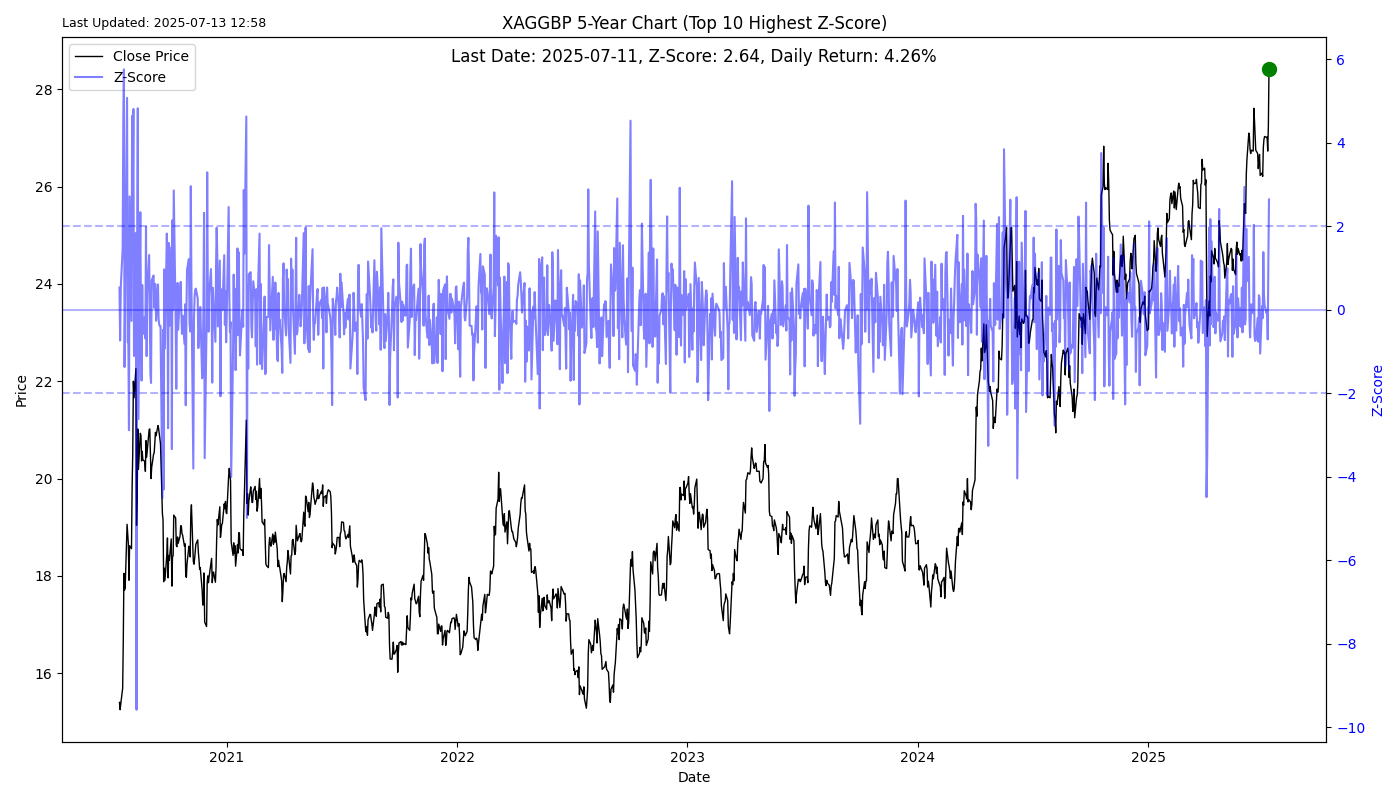 Last Updated: 2025-07-13 12:58
XAGGBP 5-Year Chart (Top 10 Highest Z-Score)
Last Date: 2025-07-11, Z-Score: 2.64, Daily Return: 4.26%
Close Price
Z-Score
28
26
24
22
20
18
16
Price
6
4
2
0
−2
−4
−6
−8
−10
Z-Score
2021
2022
2023
2024
2025
Date